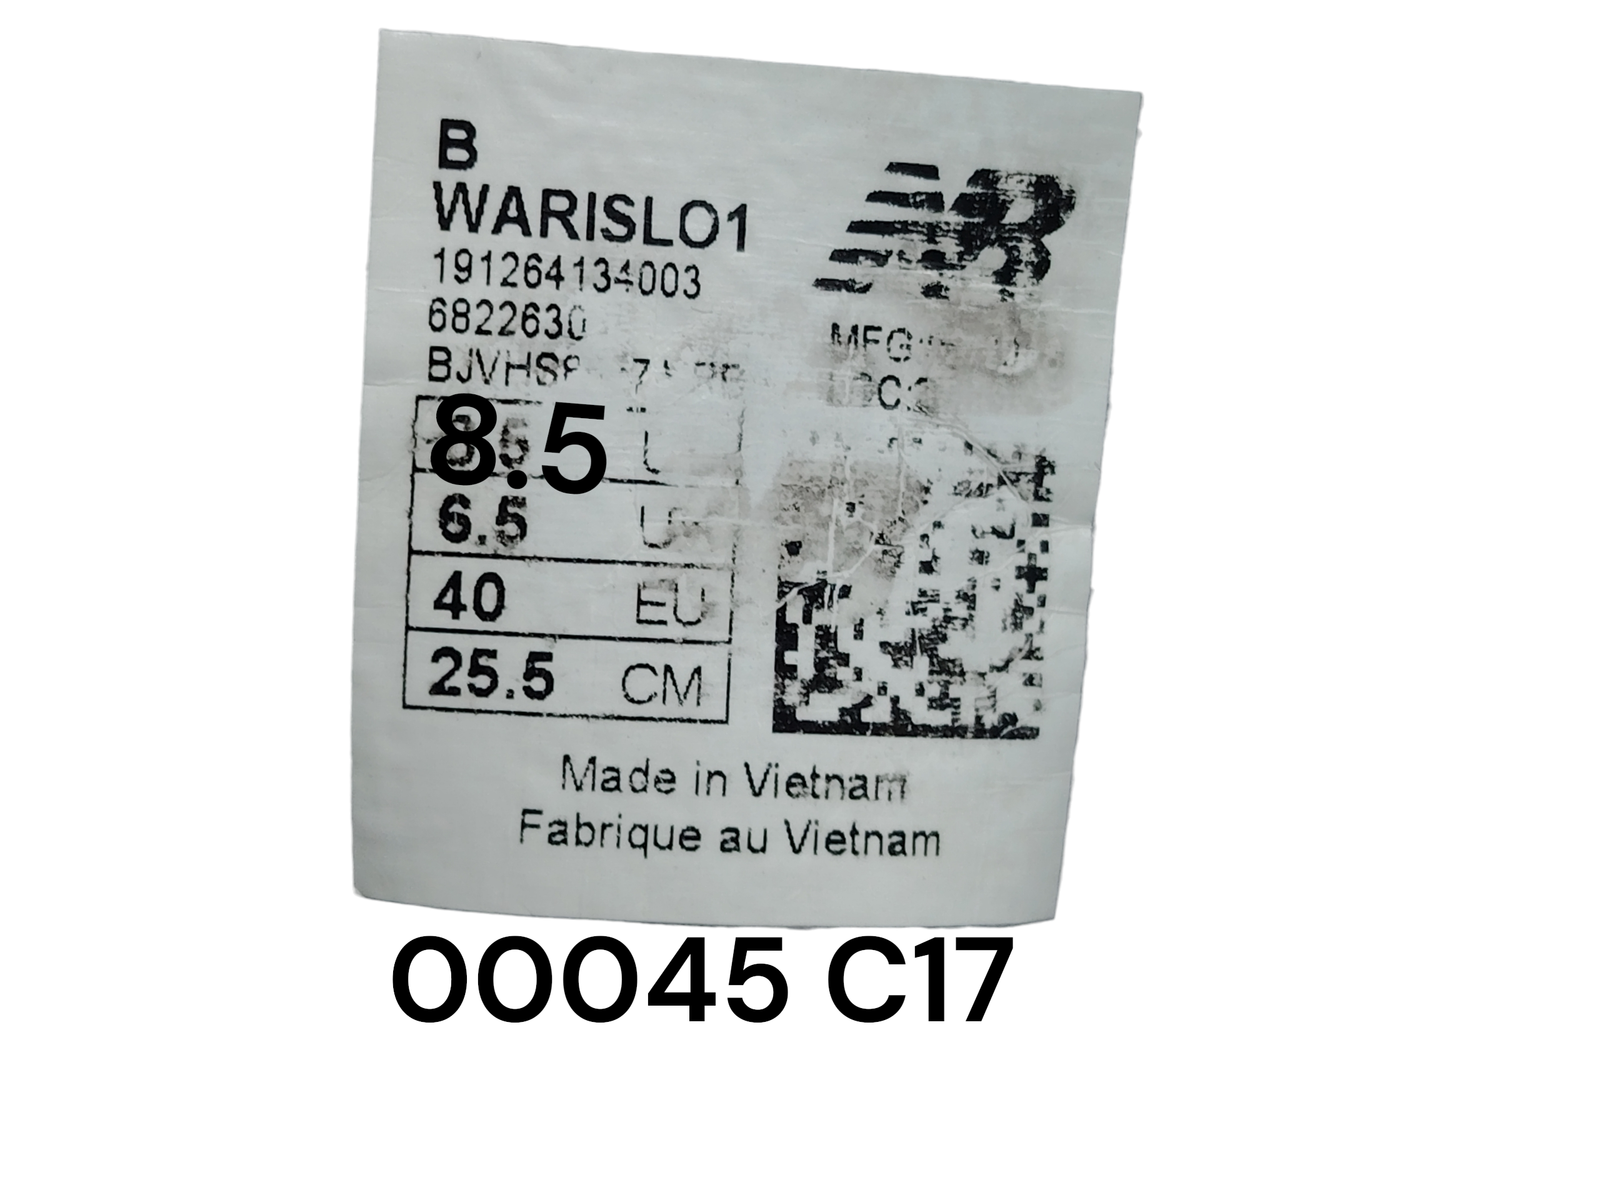 B
WARISLO1
191264134003
6822630
8.5
6.5
40 EU
25.5 CM
Made in Vietnam
Fabrique au Vietnam
00045 C17